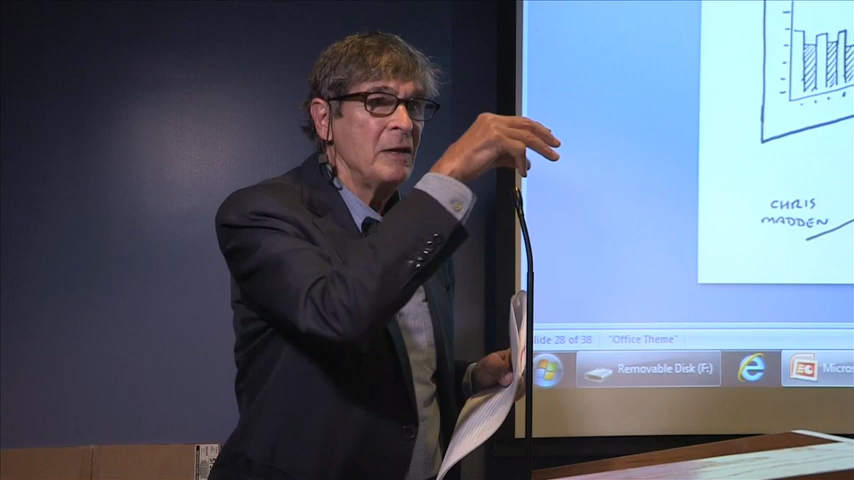 CHRIS
MADDEN
lide 28 of 38
"Office Theme"
Removable Disk (F:)
Micros